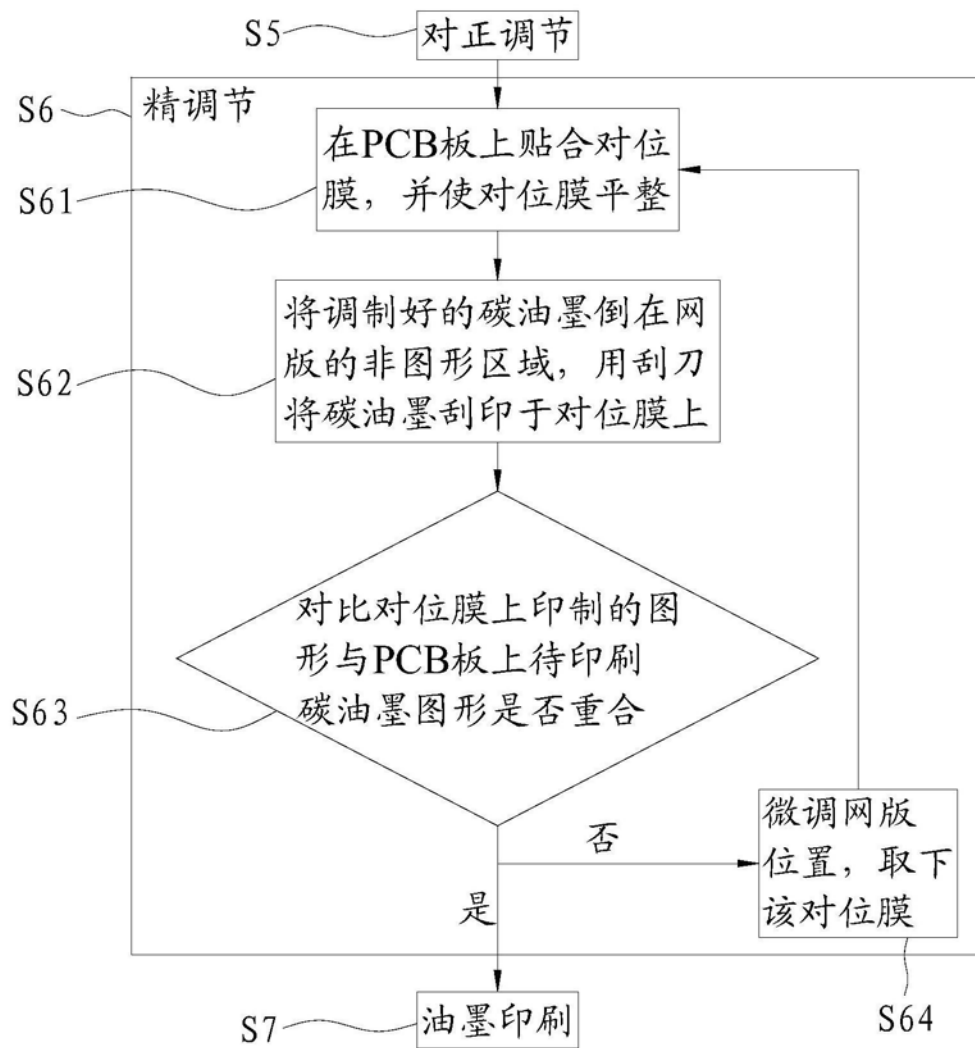 S5
对正调节
S6
精调节
在PCB板上贴合对位
膜，并使对位膜平整
S61
将调制好的碳油墨倒在网
版的非图形区域，用刮刀
将碳油墨刮印于对位膜上
S62
对比对位膜上印制的图
形与PCB板上待印刷
碳油墨图形是否重合
S63
否
微调网版
位置，取下
该对位膜
S64
是
S7
油墨印刷